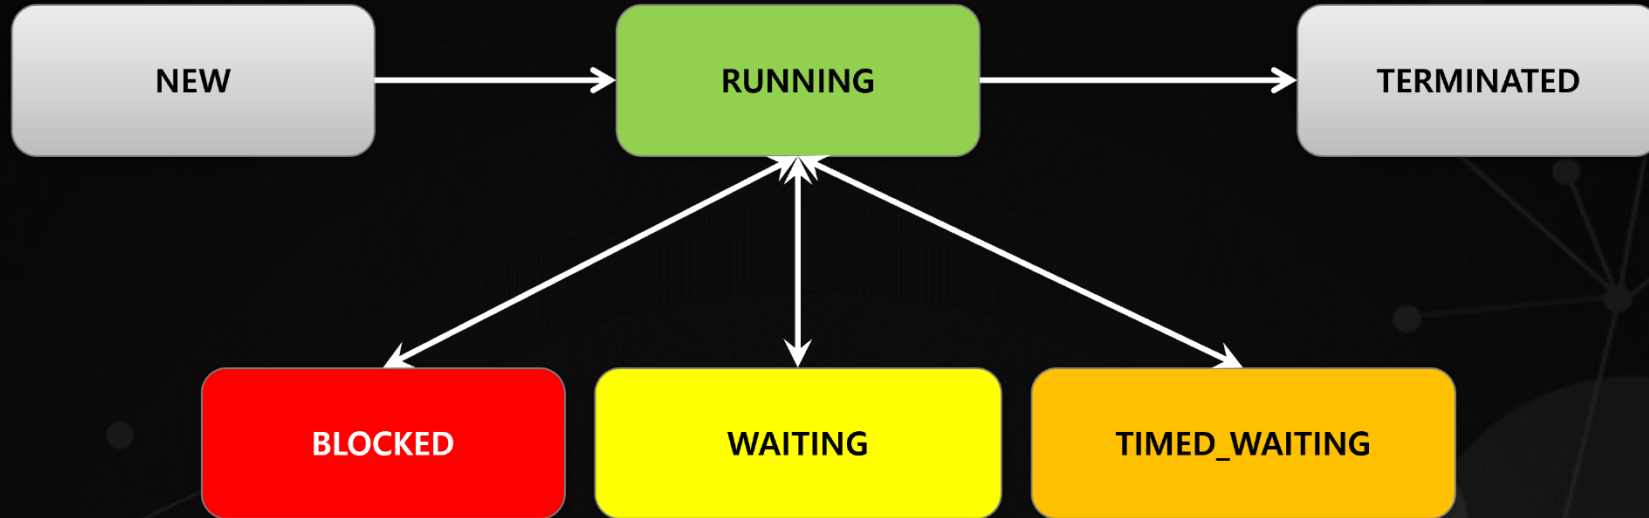 NEW
RUNNING
TERMINATED
BLOCKED
WAITING
TIMED_WAITING